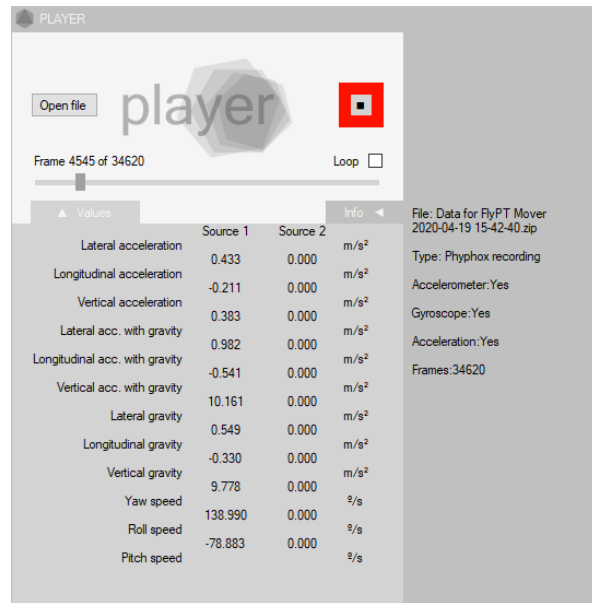 PLAYER
Open file
player
Frame 4545 of 34620
Loop
▲ Values
Info ◄
Source 1 Source 2
Lateral acceleration m/s²
0.433 0.000
Longitudinal acceleration m/s²
-0.211 0.000
Vertical acceleration m/s²
0.383 0.000
Lateral acc. with gravity m/s²
0.982 0.000
Longitudinal acc. with gravity m/s²
-0.541 0.000
Vertical acc. with gravity m/s²
10.161 0.000
Lateral gravity m/s²
0.549 0.000
Longitudinal gravity m/s²
-0.330 0.000
Vertical gravity m/s²
9.778 0.000
Yaw speed º/s
138.990 0.000
Roll speed º/s
-78.883 0.000
Pitch speed º/s
File: Data for FlyPT Mover
2020-04-19 15-42-40.zip
Type: Phyphox recording
Accelerometer:Yes
Gyroscope:Yes
Acceleration:Yes
Frames:34620